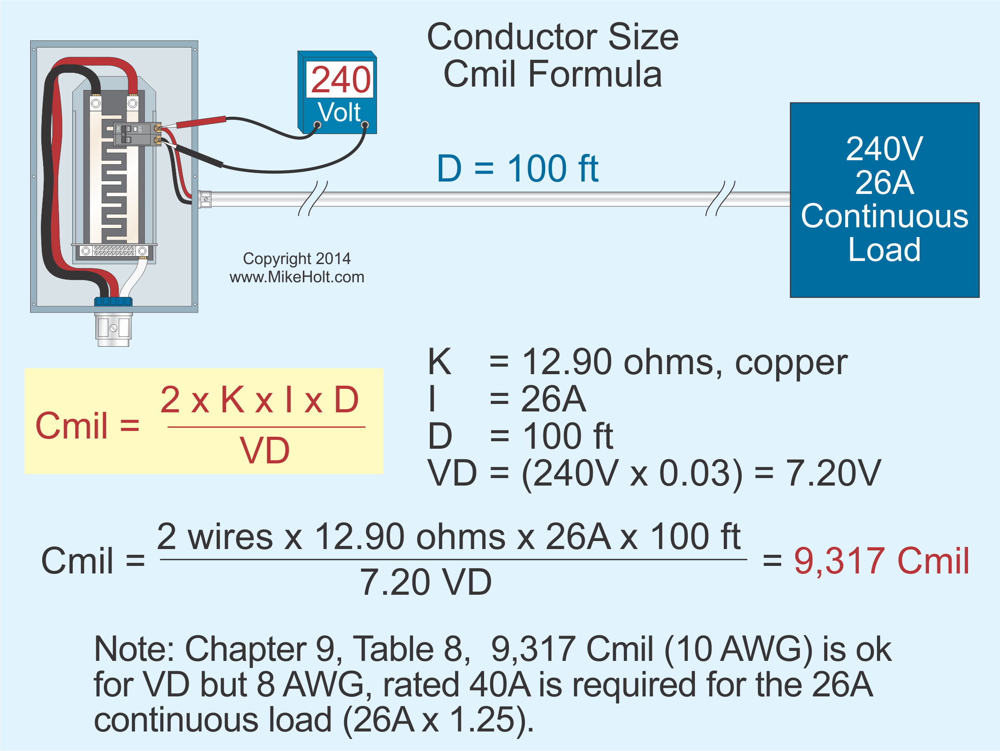 Conductor Size
Cmil Formula
240
Volt
ON
OFF
D = 100 ft
240V
26A
Continuous
Load
Copyright 2014
www.MikeHolt.com
K = 12.90 ohms, copper
I = 26A
D = 100 ft
VD = (240V x 0.03) = 7.20V
2 x K x I x D
Cmil =
VD
2 wires x 12.90 ohms x 26A x 100 ft
Cmil = = 9,317 Cmil
7.20 VD
Note: Chapter 9, Table 8, 9,317 Cmil (10 AWG) is ok
for VD but 8 AWG, rated 40A is required for the 26A
continuous load (26A x 1.25).